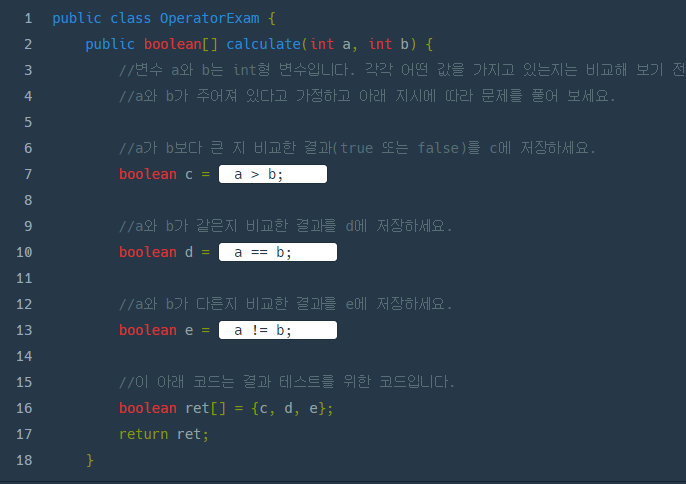 1 public class OperatorExam {
2 public boolean[] calculate(int a, int b) {
3 //변수 a와 b는 int형 변수입니다. 각각 어떤 값을 가지고 있는지는 비교해 보기 전
4 //a와 b가 주어져 있다고 가정하고 아래 지시에 따라 문제를 풀어 보세요.
5
6 //a가 b보다 큰 지 비교한 결과(true 또는 false)를 c에 저장하세요.
7 boolean c = a > b;
8
9 //a와 b가 같은지 비교한 결과를 d에 저장하세요.
10 boolean d = a == b;
11
12 //a와 b가 다른지 비교한 결과를 e에 저장하세요.
13 boolean e = a != b;
14
15 //이 아래 코드는 결과 테스트를 위한 코드입니다.
16 boolean ret[] = {c, d, e};
17 return ret;
18 }